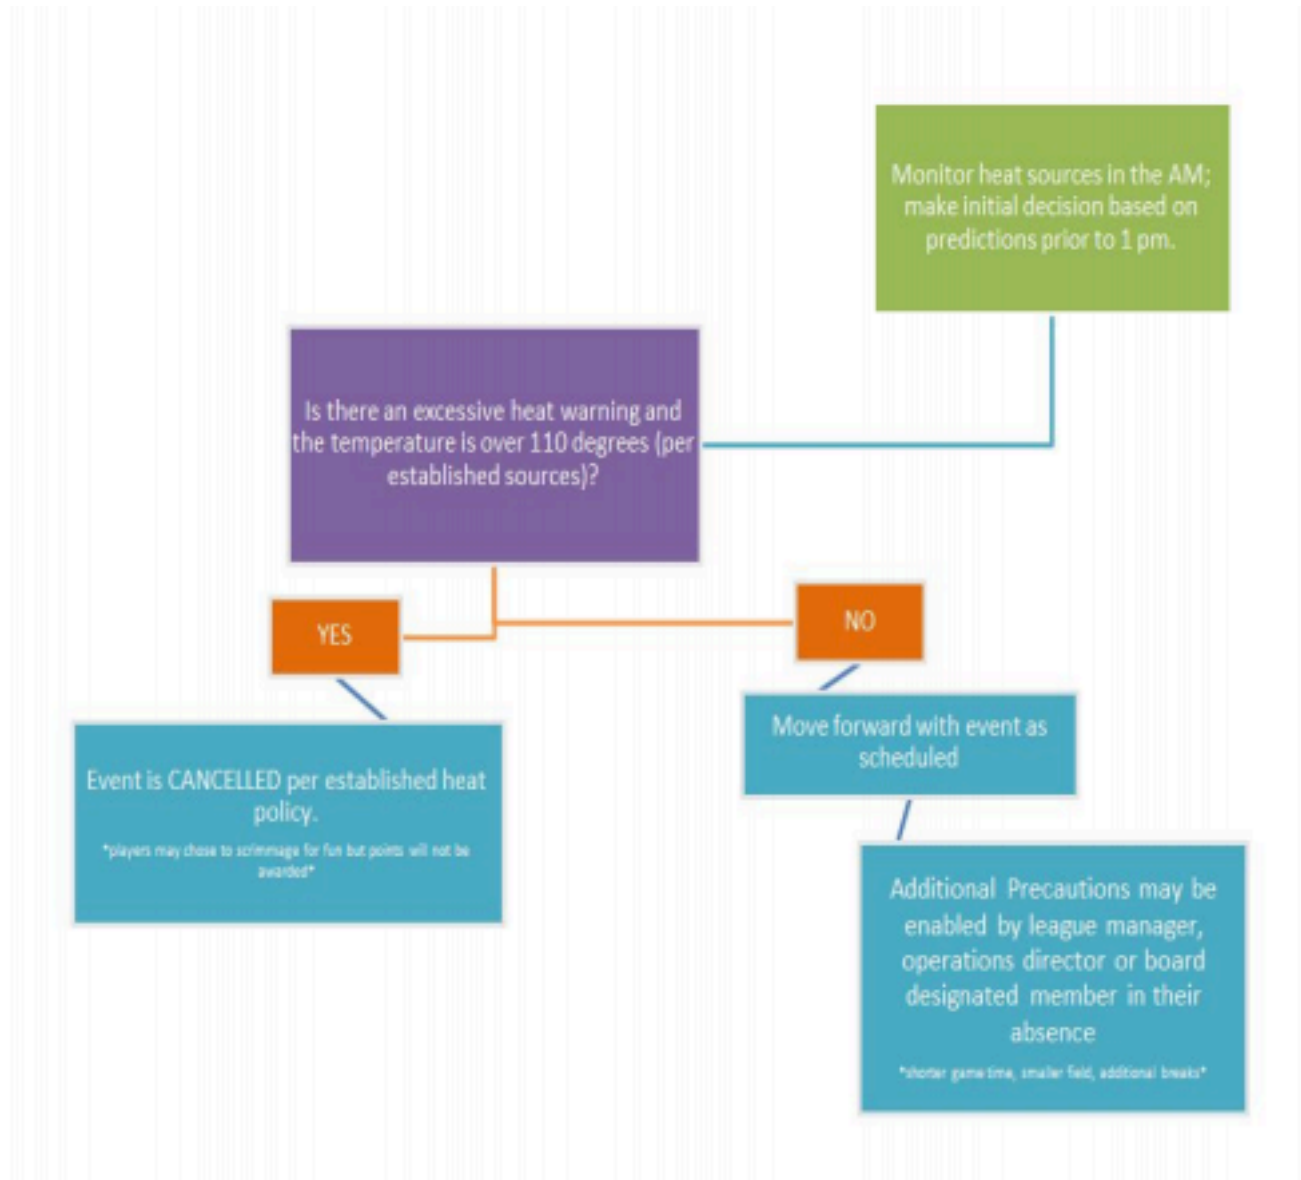 Monitor heat sources in the AM;
make initial decision based on
predictions prior to 1 pm.
Is there an excessive heat warning and
the temperature is over 110 degrees (per
established sources)?
YES
NO
Event is CANCELLED per established heat
policy.
*players may chose to scrimmage for fun but points will not be
awarded*
Move forward with event as
scheduled
Additional Precautions may be
enabled by league manager,
operations director or board
designated member in their
absence
*shorter game time, smaller field, additional breaks*